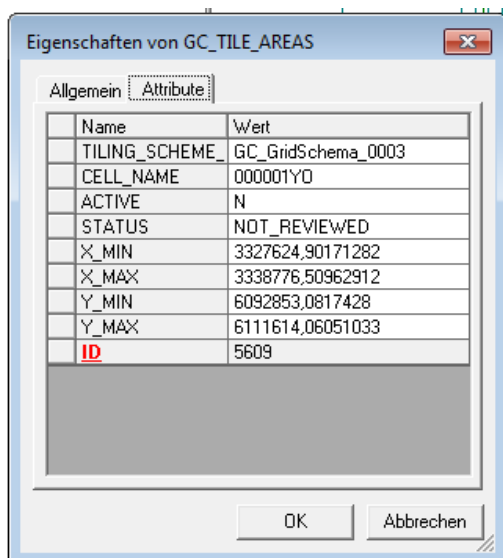 Eigenschaften von GC_TILE_AREAS
Allgemein Attribute
Name Wert
TILING_SCHEME_ GC_GridSchema_0003
CELL_NAME 000001YO
ACTIVE N
STATUS NOT_REVIEWED
X_MIN 3327624,90171282
X_MAX 3338776,50962912
Y_MIN 6092853,0817428
Y_MAX 6111614,06051033
ID 5609
OK Abbrechen